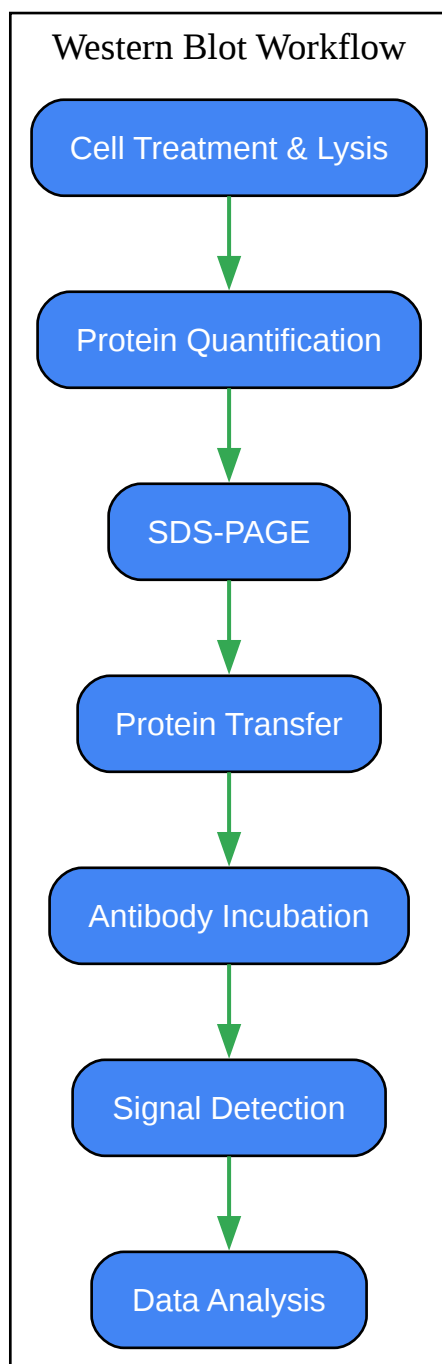 Western Blot Workflow
Cell Treatment & Lysis
Protein Quantification
SDS-PAGE
Protein Transfer
Antibody Incubation
Signal Detection
Data Analysis